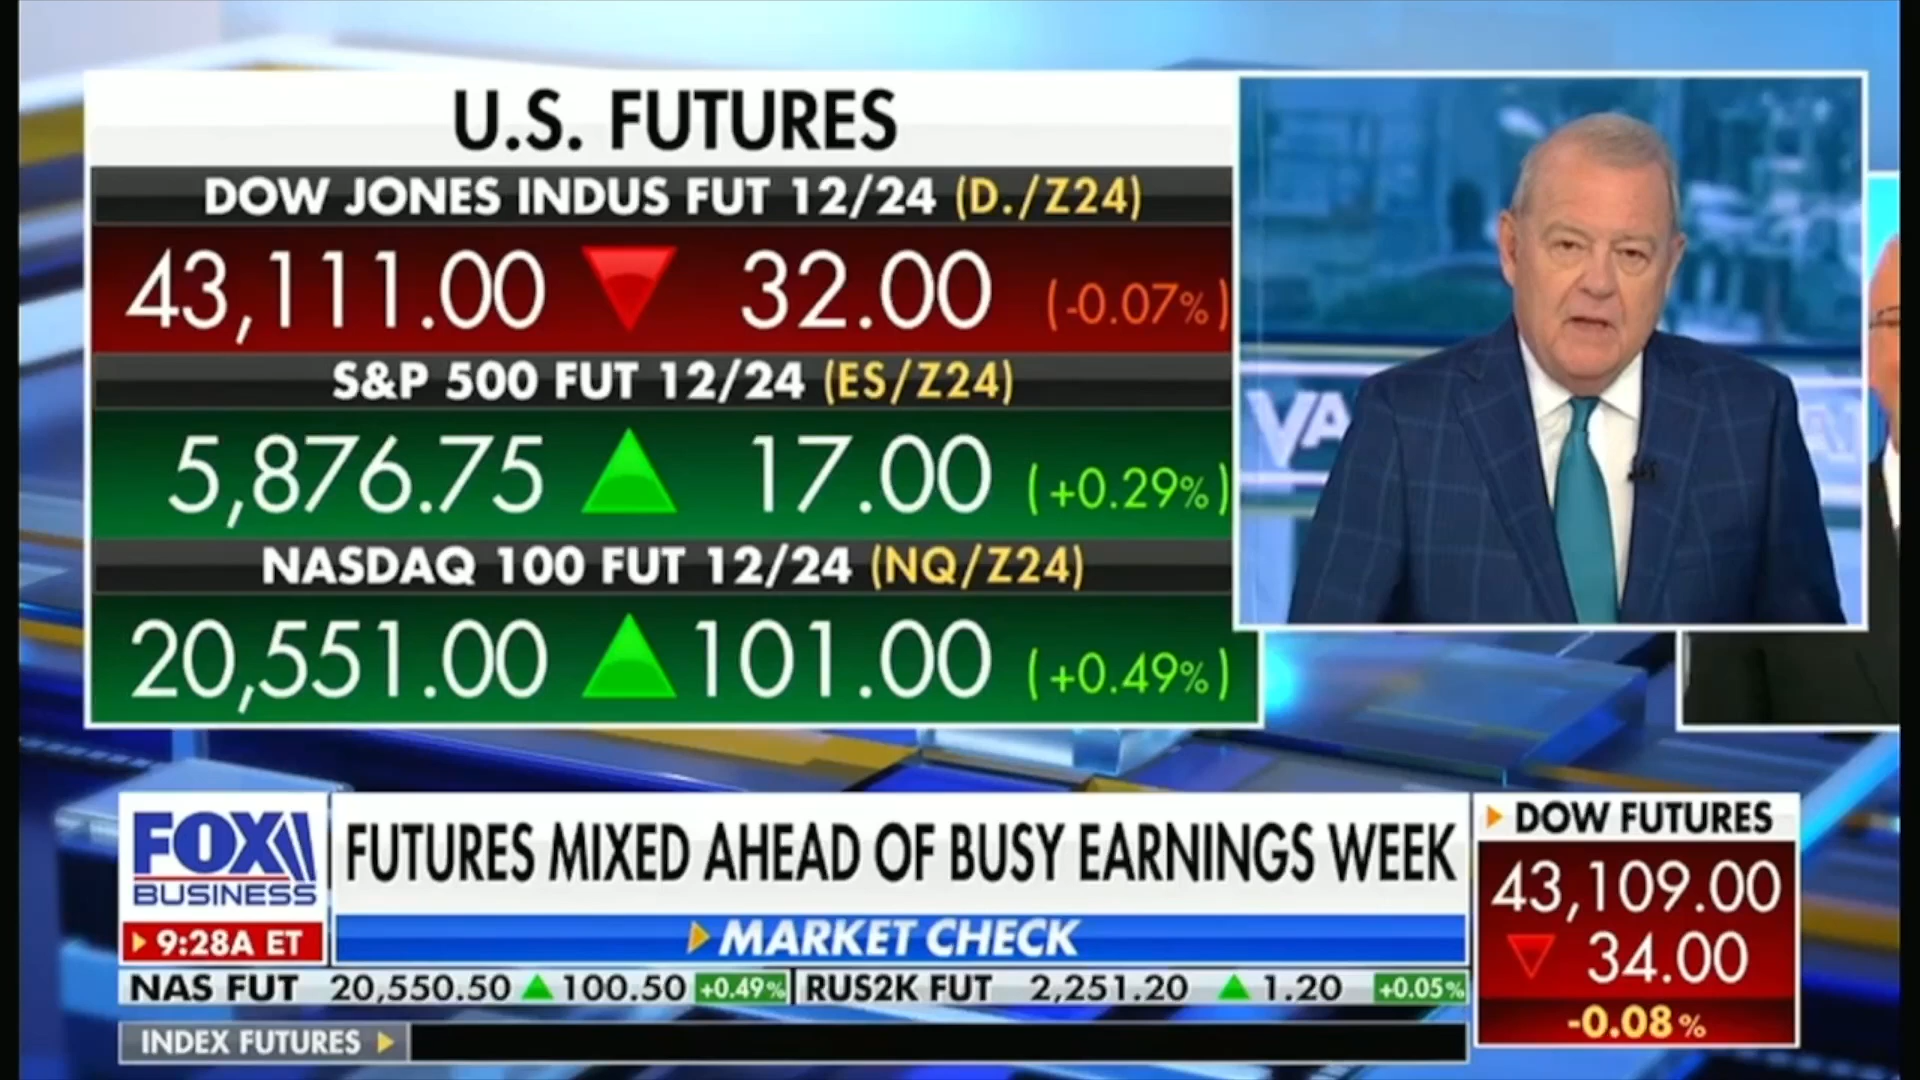 U.S. FUTURES
DOW JONES INDUS FUT 12/24 (D./Z24)
43,111.00 ▼ 32.00 (-0.07%)
S&P 500 FUT 12/24 (ES/Z24)
5,876.75 ▲ 17.00 (+0.29%)
NASDAQ 100 FUT 12/24 (NQ/Z24)
20,551.00 ▲ 101.00 (+0.49%)
FOX
BUSINESS
9:28A ET
FUTURES MIXED AHEAD OF BUSY EARNINGS WEEK
MARKET CHECK
DOW FUTURES
43,109.00
▼ 34.00
-0.08%
NAS FUT 20,550.50 ▲ 100.50 +0.49% RUS2K FUT 2,251.20 ▲ 1.20 +0.05%
INDEX FUTURES